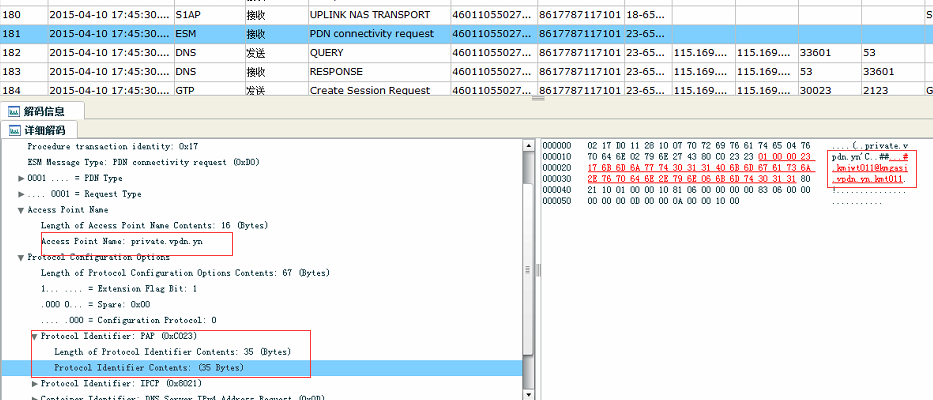 180 2015-04-10 17:45:30.... S1AP 接收 UPLINK NAS TRANSPORT 46011055027... 8617787117101 18-65... S
181 2015-04-10 17:45:30.... ESM 接收 PDN connectivity request 46011055027... 8617787117101 23-65...
182 2015-04-10 17:45:30.... DNS 发送 QUERY 46011055027... 8617787117101 23-65... 115.169.... 115.169.... 33601 53
183 2015-04-10 17:45:30.... DNS 接收 RESPONSE 46011055027... 8617787117101 23-65... 115.169.... 115.169.... 53 33601
184 2015-04-10 17:45:30.... GTP 发送 Create Session Request 46011055027... 8617787117101 23-65... 115.169.... 115.169.... 30023 2123 G
解码信息
详细解码
Procedure transaction identity: 0x17
ESM Message Type: PDN connectivity request (0xD0)
0001 .... = PDN Type
.... 0001 = Request Type
Access Point Name
Length of Access Point Name Contents: 16 (Bytes)
Access Point Name: private.vpdn.yn
Protocol Configuration Options
Length of Protocol Configuration Options Contents: 67 (Bytes)
1... .... = Extension Flag Bit: 1
.000 0... = Spare: 0x00
.... .000 = Configuration Protocol: 0
Protocol Identifier: PAP (0xC023)
Length of Protocol Identifier Contents: 35 (Bytes)
Protocol Identifier Contents: (35 Bytes)
Protocol Identifier: IPCP (0x8021)
Container Identifier: DNS Server IPv4 Address Request (0x0D)
000000 02 17 D0 11 28 10 07 70 72 69 76 61 74 65 04 76 ....(..private.v
000010 70 64 6E 02 79 6E 27 43 80 C0 23 23 01 00 00 23 pdn.yn'C..##...#
000020 17 6B 6D 6A 77 74 30 31 31 40 6B 6D 67 61 73 6A .kmjwt011@kmgasj
000030 2E 76 70 64 6E 2E 79 6E 06 6B 6D 74 30 31 31 80 .vpdn.yn.kmt011.
000040 21 10 01 00 00 10 81 06 00 00 00 00 83 06 00 00 !...............
000050 00 00 00 0D 00 00 0A 00 00 10 00 ...........